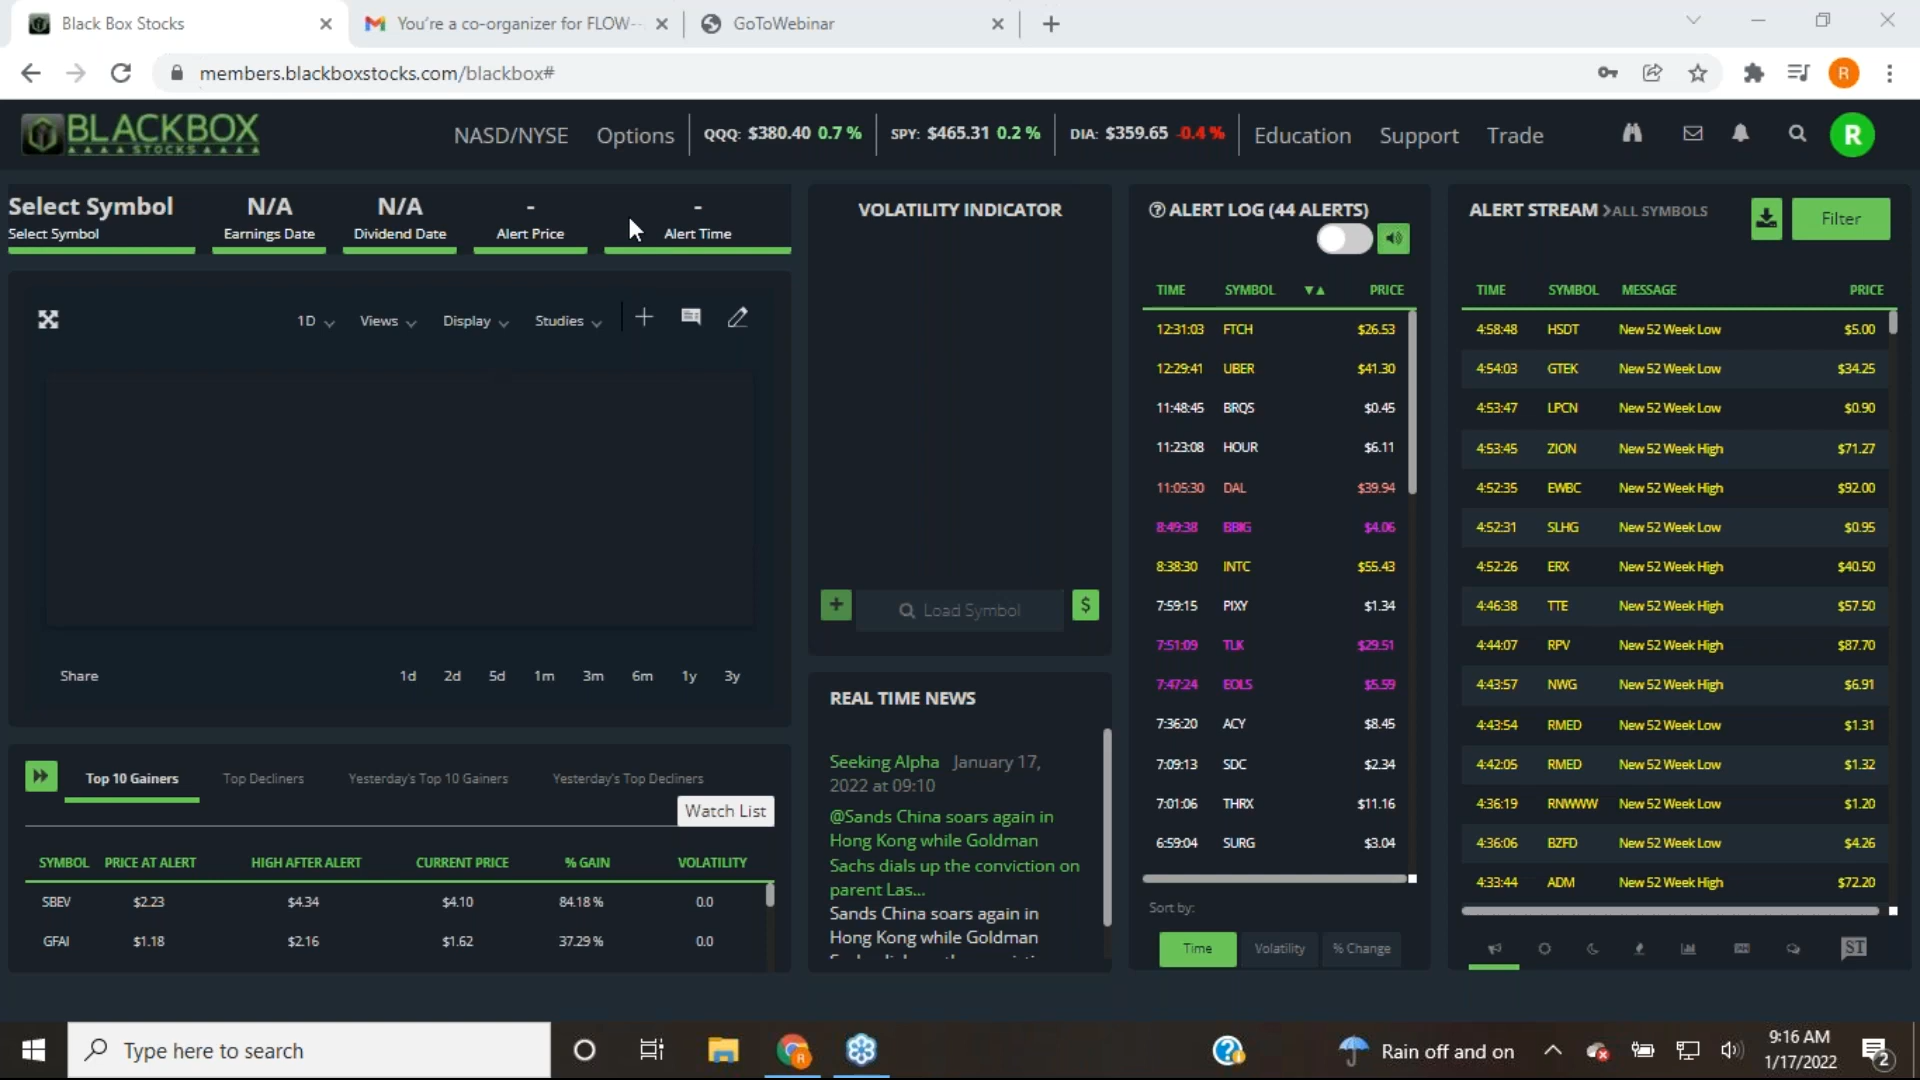 Black Box Stocks
You're a co-organizer for FLOW-
GoToWebinar
members.blackboxstocks.com/blackbox#
R
BLACKBOX
STOCKS
NASD/NYSE
Options
QQQ: $380.40 0.7 %
SPY: $465.31 0.2 %
DIA: $359.65 -0.4 %
Education
Support
Trade
R
Select Symbol
Select Symbol
N/A
Earnings Date
N/A
Dividend Date
-
Alert Price
-
Alert Time
1D
Views
Display
Studies
Share
1d 2d 5d 1m 3m 6m 1y 3y
Top 10 Gainers
Top Decliners
Yesterday's Top 10 Gainers
Yesterday's Top Decliners
Watch List
SYMBOL PRICE AT ALERT HIGH AFTER ALERT CURRENT PRICE % GAIN VOLATILITY
SBEV $2.23 $4.34 $4.10 84.18 % 0.0
GFAI $1.18 $2.16 $1.62 37.29 % 0.0
VOLATILITY INDICATOR
+
Load Symbol
$
REAL TIME NEWS
Seeking Alpha January 17,
2022 at 09:10
@Sands China soars again in
Hong Kong while Goldman
Sachs dials up the conviction on
parent Las...
Sands China soars again in
Hong Kong while Goldman
ALERT LOG (44 ALERTS)
TIME SYMBOL ▼▲ PRICE
12:31:03 FTCH $26.53
12:29:41 UBER $41.30
11:48:45 BRQS $0.45
11:23:08 HOUR $6.11
11:05:30 DAL $39.94
8:49:38 BBIG $4.06
8:38:30 INTC $55.43
7:59:15 PIXY $1.34
7:51:09 TLK $29.51
7:47:24 EOLS $5.59
7:36:20 ACY $8.45
7:09:13 SDC $2.34
7:01:06 THRX $11.16
6:59:04 SURG $3.04
Sort by:
Time
Volatility
% Change
ALERT STREAM >ALL SYMBOLS
Filter
TIME SYMBOL MESSAGE PRICE
4:58:48 HSDT New 52 Week Low $5.00
4:54:03 GTEK New 52 Week Low $34.25
4:53:47 LPCN New 52 Week Low $0.90
4:53:45 ZION New 52 Week High $71.27
4:52:35 EWBC New 52 Week High $92.00
4:52:31 SLHG New 52 Week Low $0.95
4:52:26 ERX New 52 Week High $40.50
4:46:38 TTE New 52 Week High $57.50
4:44:07 RPV New 52 Week High $87.70
4:43:57 NWG New 52 Week High $6.91
4:43:54 RMED New 52 Week Low $1.31
4:42:05 RMED New 52 Week Low $1.32
4:36:19 RNWWW New 52 Week Low $1.20
4:36:06 BZFD New 52 Week Low $4.26
4:33:44 ADM New 52 Week High $72.20
ST
Type here to search
Rain off and on
9:16 AM
1/17/2022
2